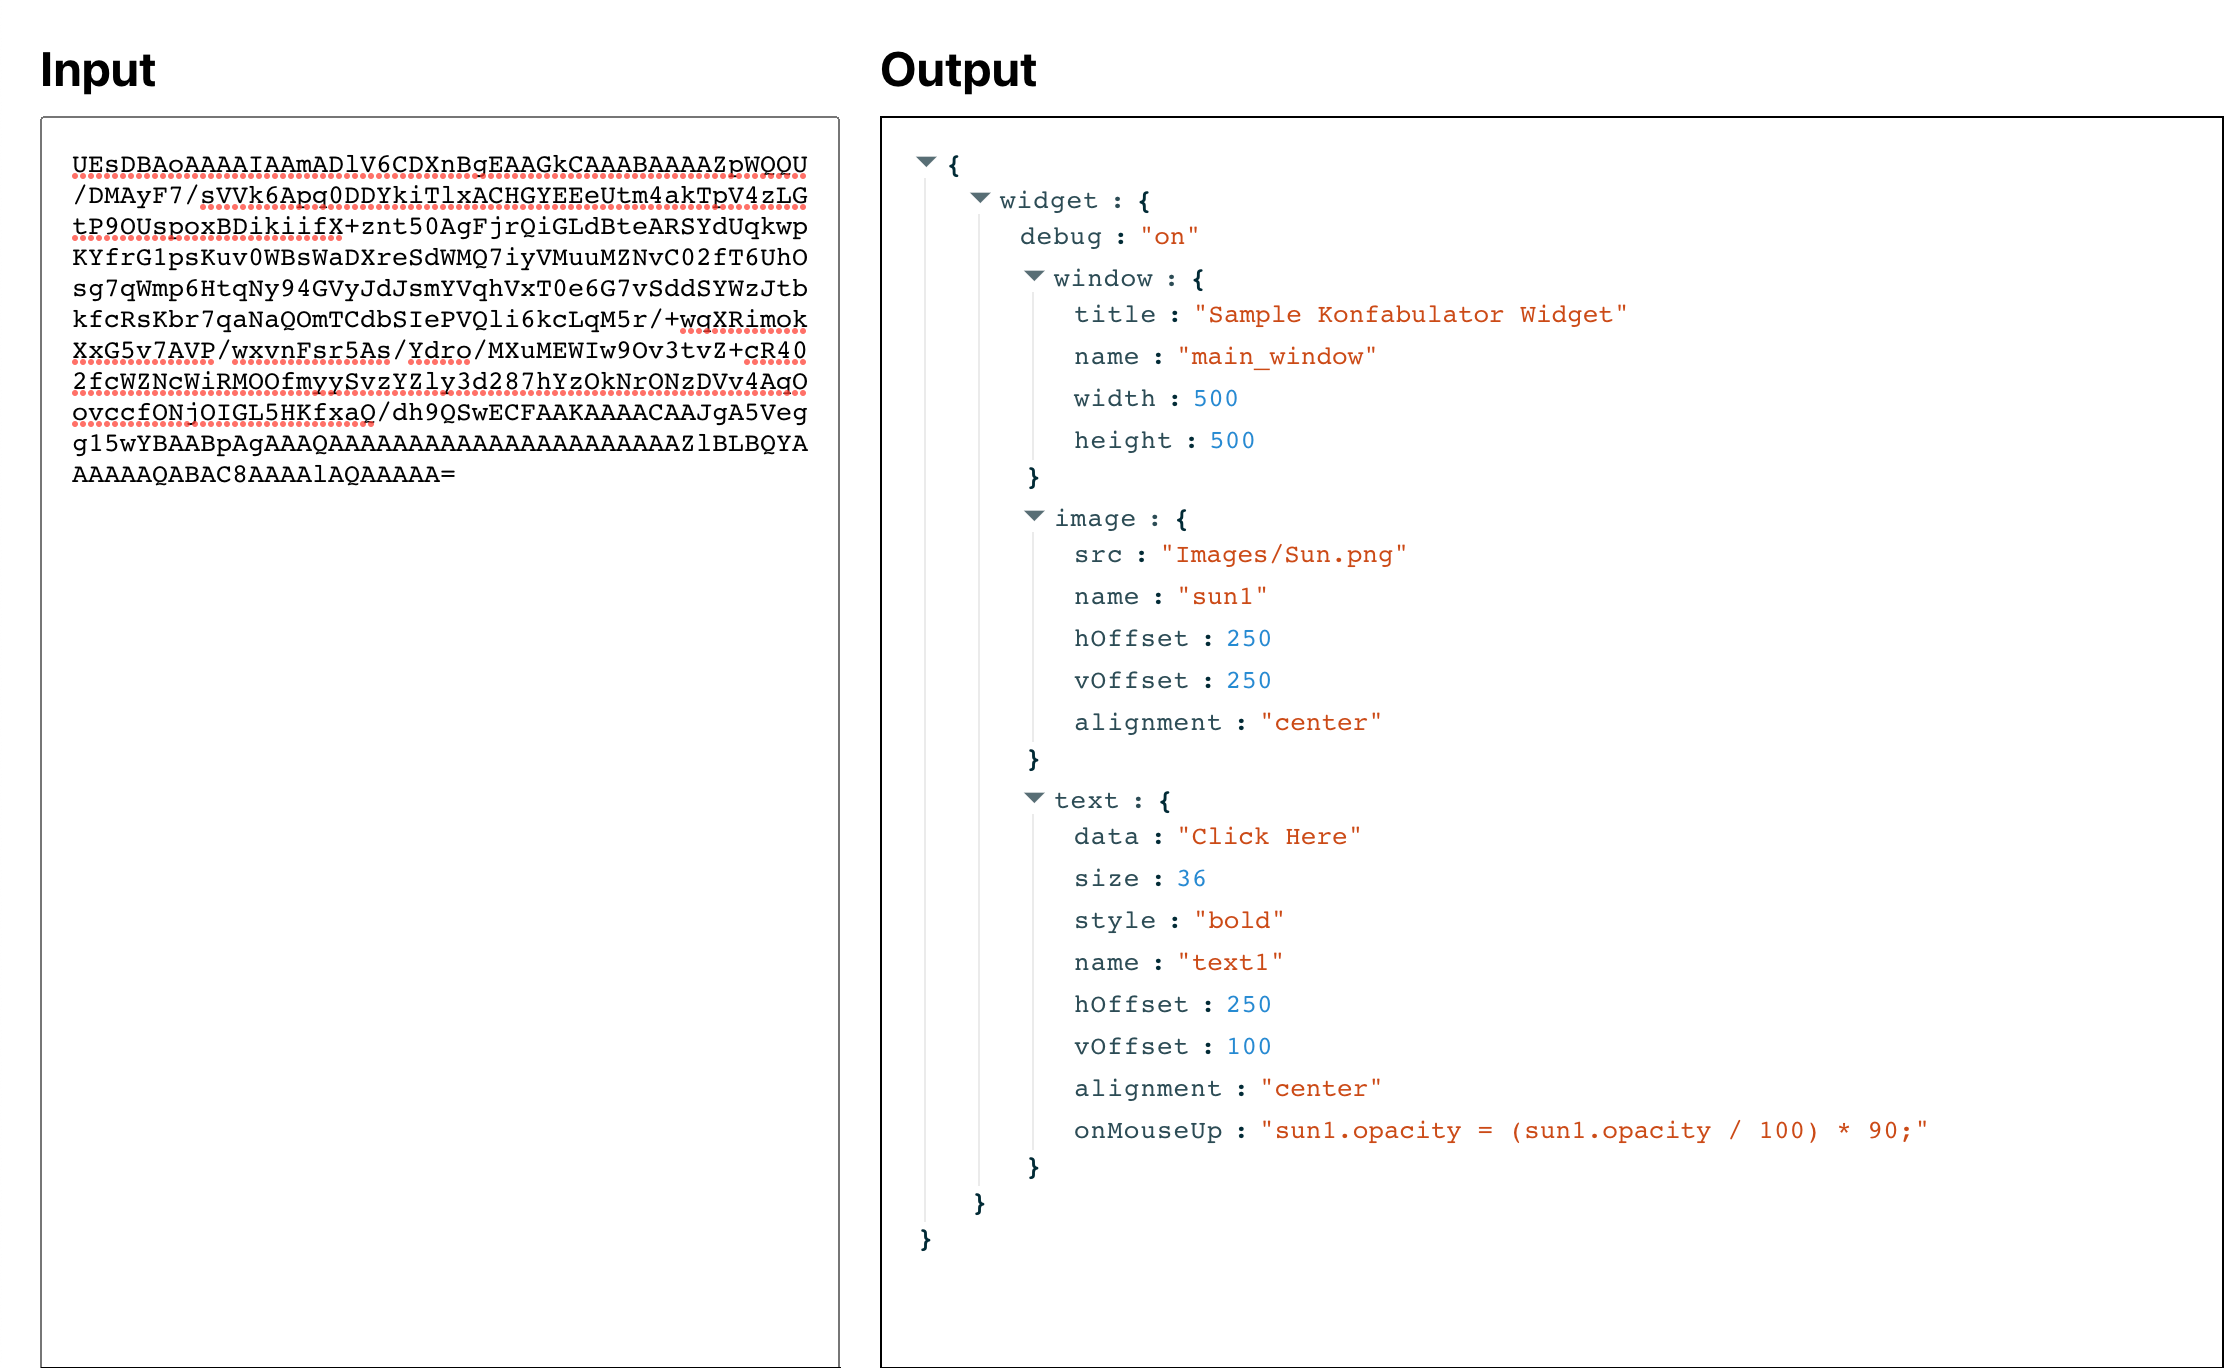 Input
UEsDBAoAAAAIAAmADlV6CDXnBgEAAGkCAAABAAAAZpWQQU
/DMAyF7/sVVk6Apq0DDYkiTlxACHGYEEeUtm4akTpV4zLG
tP9OUspoxBDikiifX+znt50AgFjrQiGLdBteARSYdUqkwp
KYfrG1psKuv0WBsWaDXreSdWMQ7iyVMuuMZNvC02fT6UhO
sg7qWmp6HtqNy94GVyJdJsmYVqhVxT0e6G7vSddSYWzJtb
kfcRsKbr7qaNaQOmTCdbSIePVQli6kcLqM5r/+wqXRimok
XxG5v7AVP/wxvnFsr5As/Ydro/MXuMEWIw9Ov3tvZ+cR40
2fcWZNcWiRMOOfmyySvzYZly3d287hYzOkNrONzDVv4AqO
ovccfONjOIGL5HKfxaQ/dh9QSwECFAAKAAAACAAJgA5Veg
g15wYBAABpAgAAAQAAAAAAAAAAAAAAAAAAAAAAZlBLBQYA
AAAAAQABAC8AAAAlAQAAAAA=
Output
{
widget : {
debug : "on"
window : {
title : "Sample Konfabulator Widget"
name : "main_window"
width : 500
height : 500
}
image : {
src : "Images/Sun.png"
name : "sun1"
hOffset : 250
vOffset : 250
alignment : "center"
}
text : {
data : "Click Here"
size : 36
style : "bold"
name : "text1"
hOffset : 250
vOffset : 100
alignment : "center"
onMouseUp : "sun1.opacity = (sun1.opacity / 100) * 90;"
}
}
}